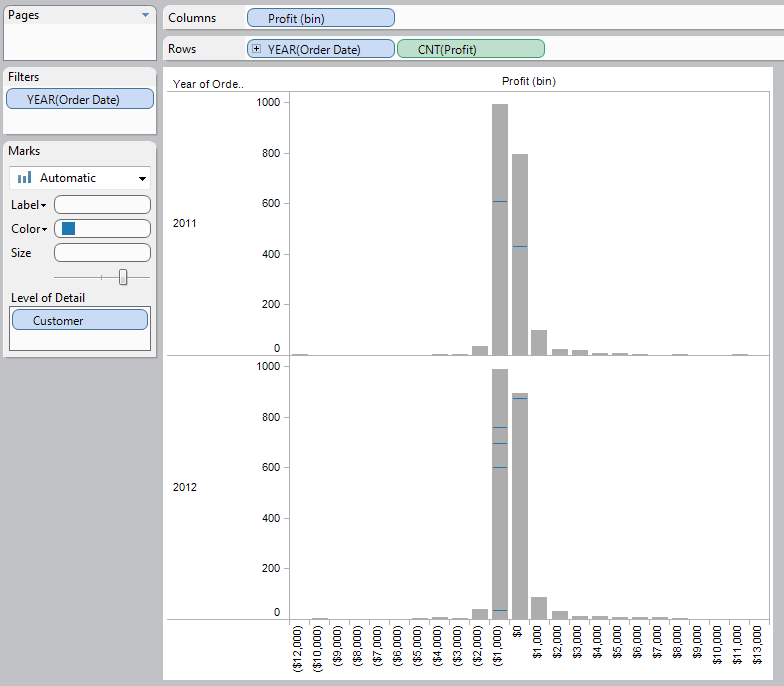 Pages
Columns Profit (bin)
Rows YEAR(Order Date) CNT(Profit)
Filters
YEAR(Order Date)
Marks
Automatic
Label
Color
Size
Level of Detail
Customer
Year of Orde.. Profit (bin)
2011
1000
800
600
400
200
0
2012
1000
800
600
400
200
0
($12,000) ($10,000) ($9,000) ($8,000) ($7,000) ($6,000) ($5,000) ($4,000) ($3,000) ($2,000) ($1,000) $0 $1,000 $2,000 $3,000 $4,000 $5,000 $6,000 $7,000 $8,000 $9,000 $10,000 $11,000 $13,000